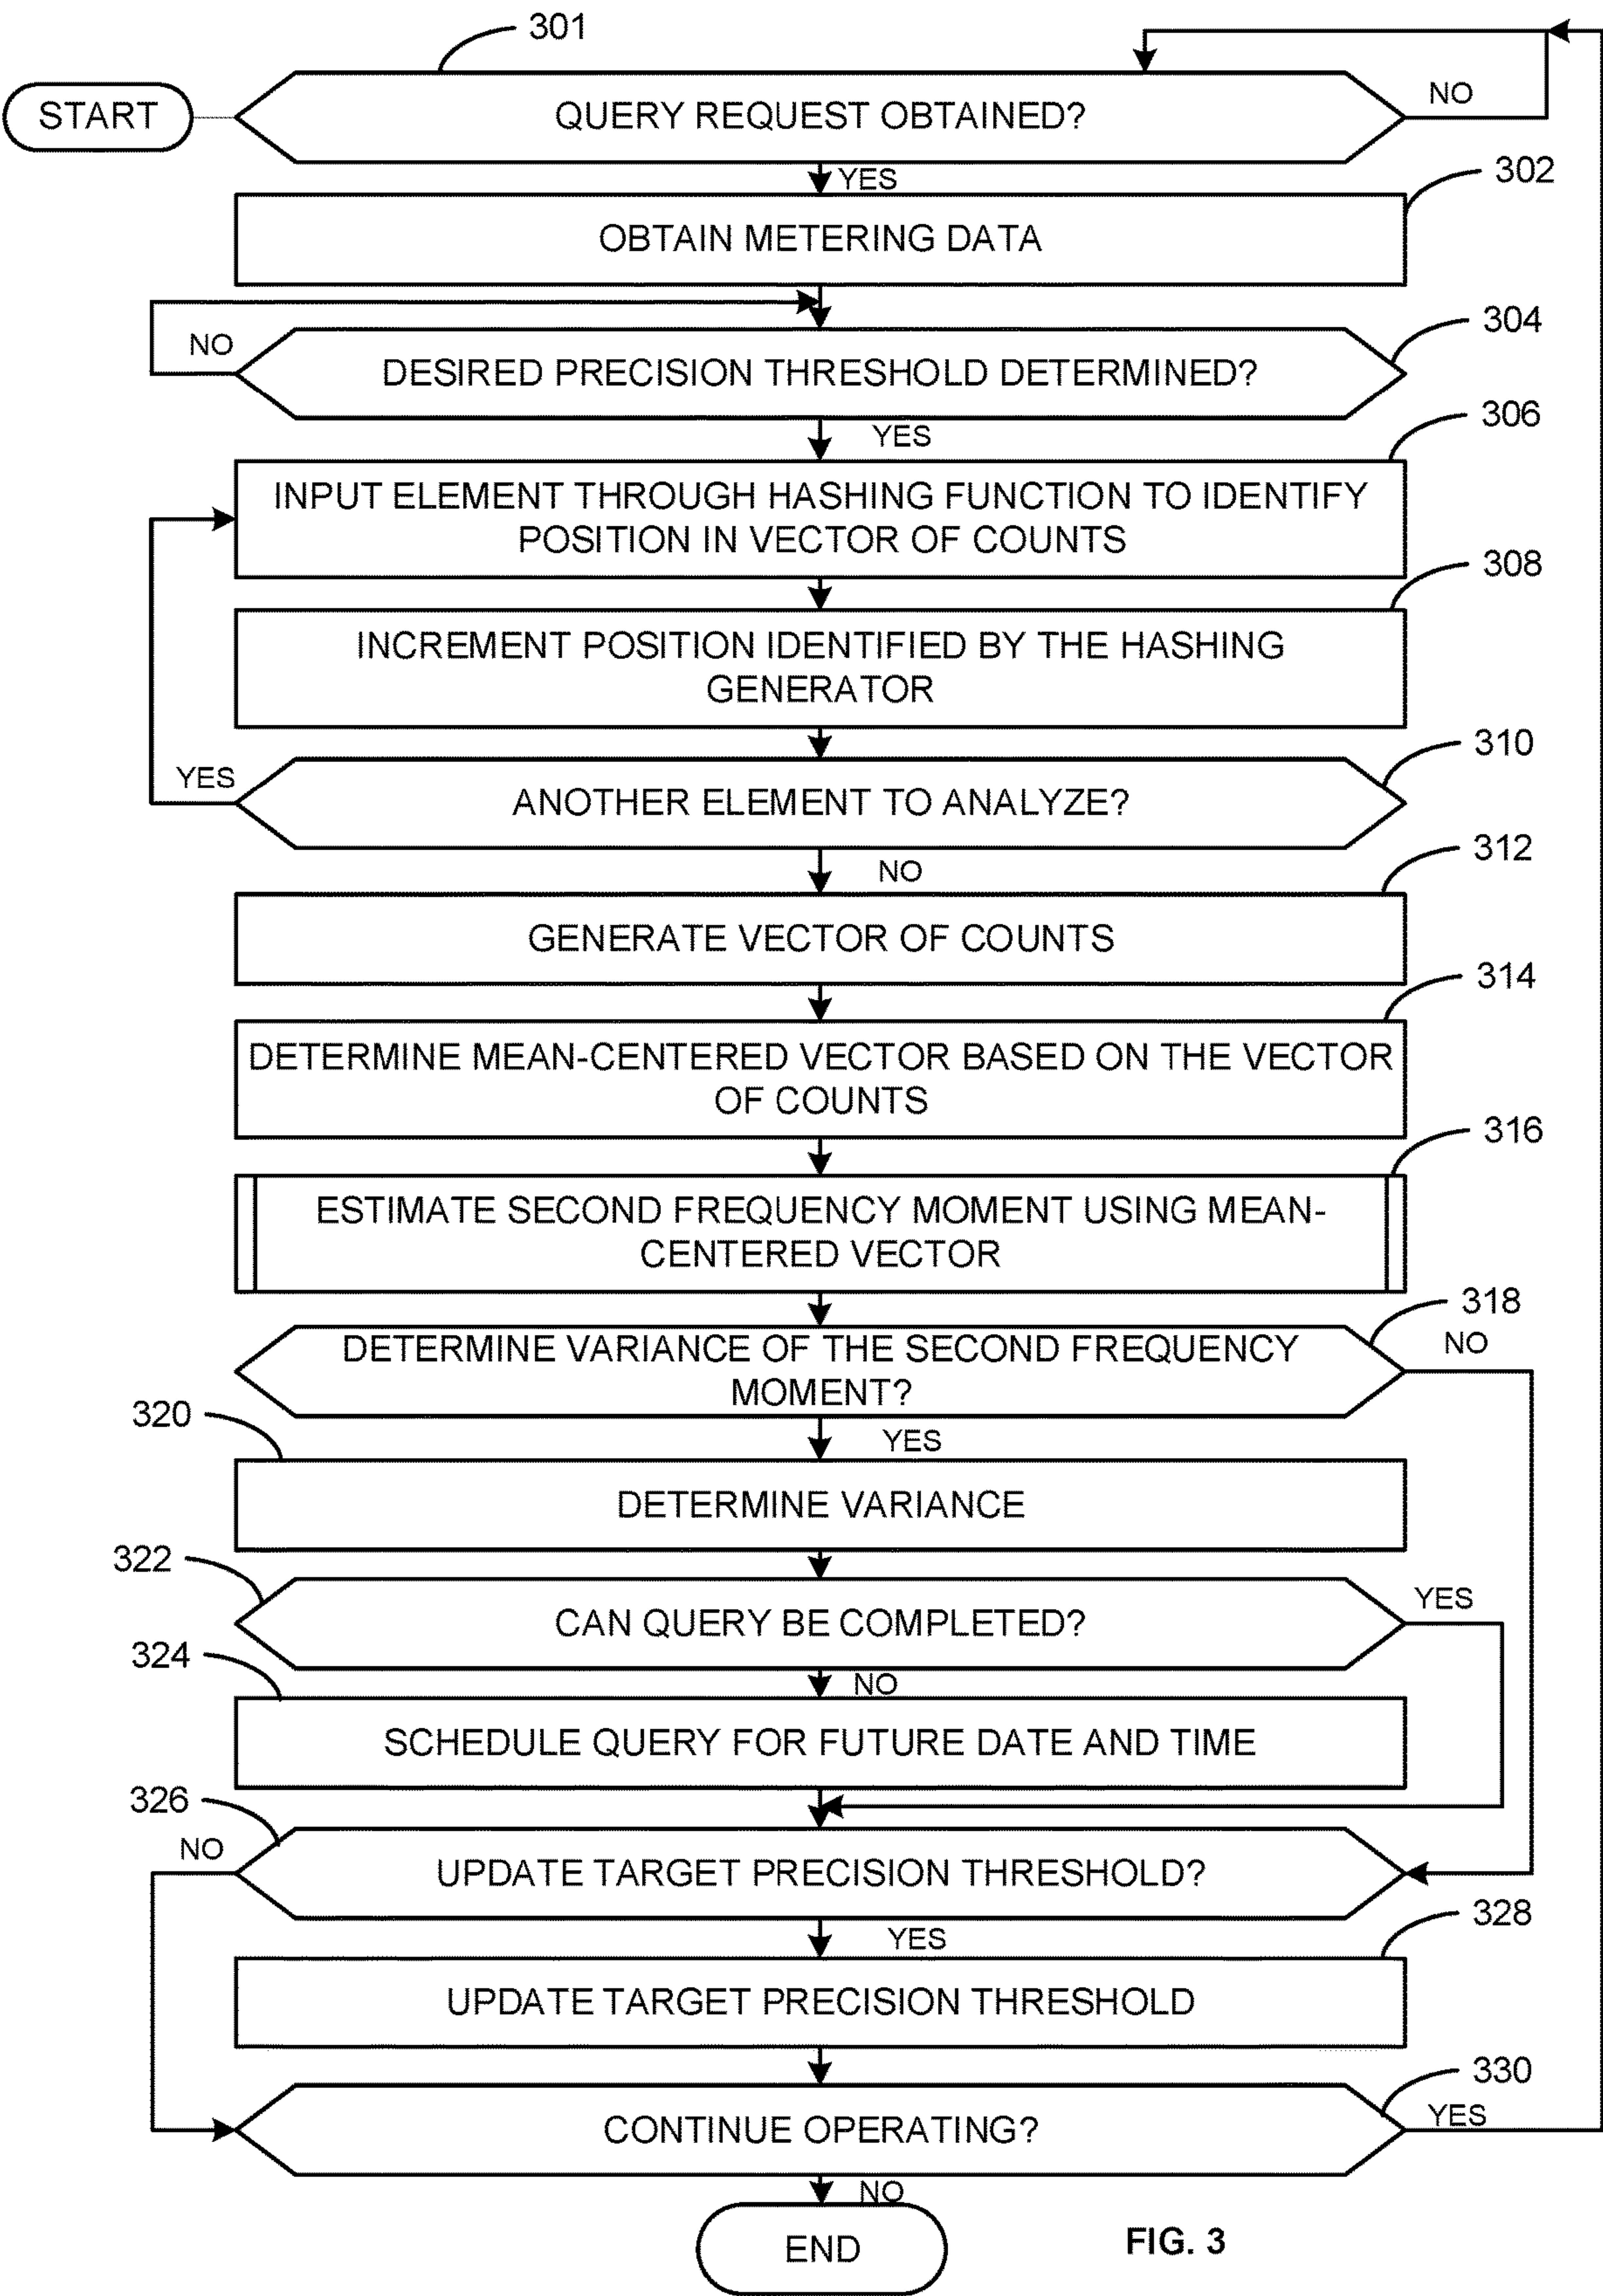 301
START
QUERY REQUEST OBTAINED?
NO
YES
302
OBTAIN METERING DATA
304
NO
DESIRED PRECISION THRESHOLD DETERMINED?
YES
306
INPUT ELEMENT THROUGH HASHING FUNCTION TO IDENTIFY
POSITION IN VECTOR OF COUNTS
308
INCREMENT POSITION IDENTIFIED BY THE HASHING
GENERATOR
310
YES
ANOTHER ELEMENT TO ANALYZE?
NO
312
GENERATE VECTOR OF COUNTS
314
DETERMINE MEAN-CENTERED VECTOR BASED ON THE VECTOR
OF COUNTS
316
ESTIMATE SECOND FREQUENCY MOMENT USING MEAN-
CENTERED VECTOR
318
DETERMINE VARIANCE OF THE SECOND FREQUENCY
MOMENT?
NO
320
YES
DETERMINE VARIANCE
322
CAN QUERY BE COMPLETED?
YES
324
NO
SCHEDULE QUERY FOR FUTURE DATE AND TIME
326
NO
UPDATE TARGET PRECISION THRESHOLD?
328
YES
UPDATE TARGET PRECISION THRESHOLD
330
CONTINUE OPERATING?
YES
NO
END
FIG. 3